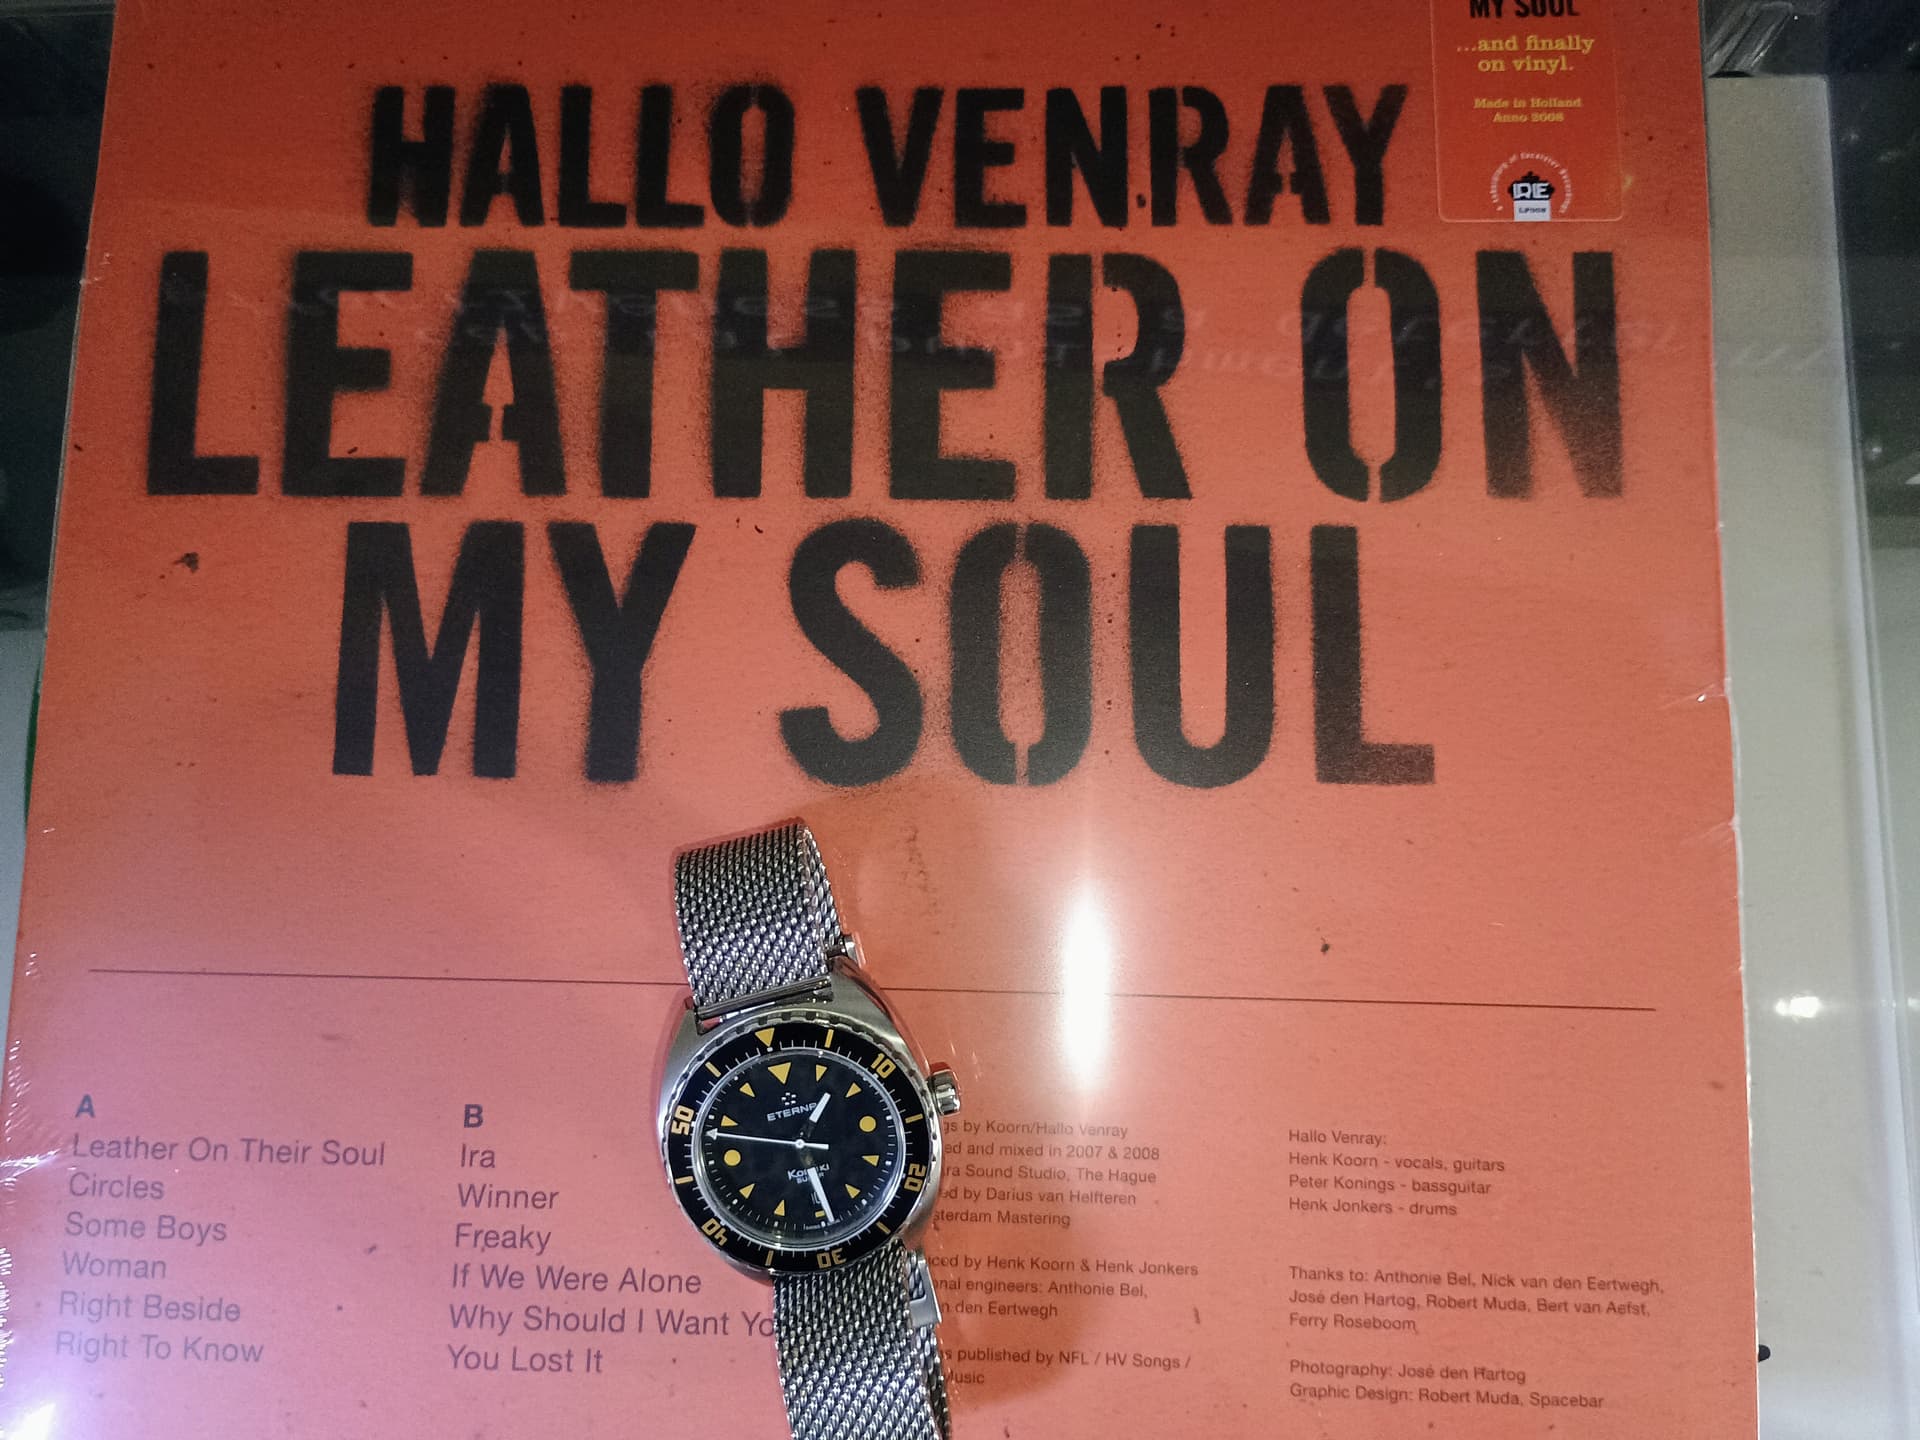 MY SOUL
...and finally
on vinyl.
Made in Holland
Anno 2008
HALLO VENRAY
LEATHER ON
MY SOUL
A
Leather On Their Soul
Circles
Some Boys
Woman
Right Beside
Right To Know
B
Ira
Winner
Freaky
If We Were Alone
Why Should I Want Yo
You Lost It
10
20
30
40
50
ETERNA
gs by Koorn/Hallo Venray
ed and mixed in 2007 & 2008
ra Sound Studio, The Hague
ed by Darius van Helfteren
sterdam Mastering
uced by Henk Koorn & Henk Jonkers
nal engineers: Anthonie Bel,
n den Eertwegh
s published by NFL / HV Songs /
Music
Hallo Venray:
Henk Koorn - vocals, guitars
Peter Konings - bassguitar
Henk Jonkers - drums
Thanks to: Anthonie Bel, Nick van den Eertwegh,
José den Hartog, Robert Muda, Bert van Aefst,
Ferry Roseboom
Photography: José den Hartog
Graphic Design: Robert Muda, Spacebar